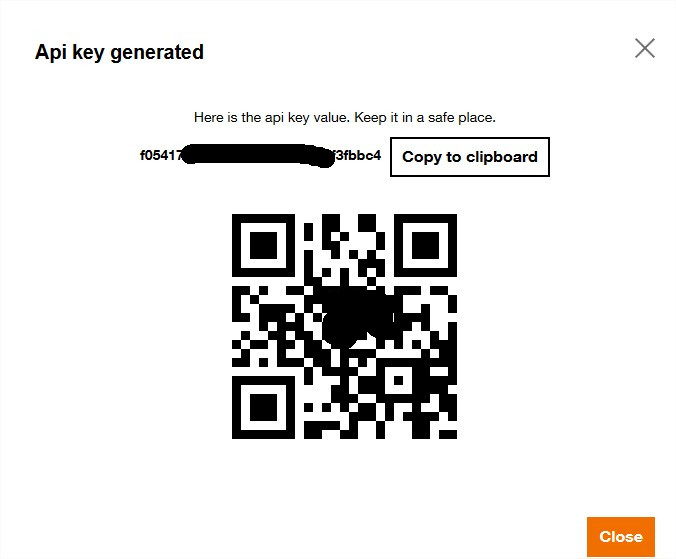 Api key generated
Here is the api key value. Keep it in a safe place.
f05417 f3fbbc4 Copy to clipboard
Close